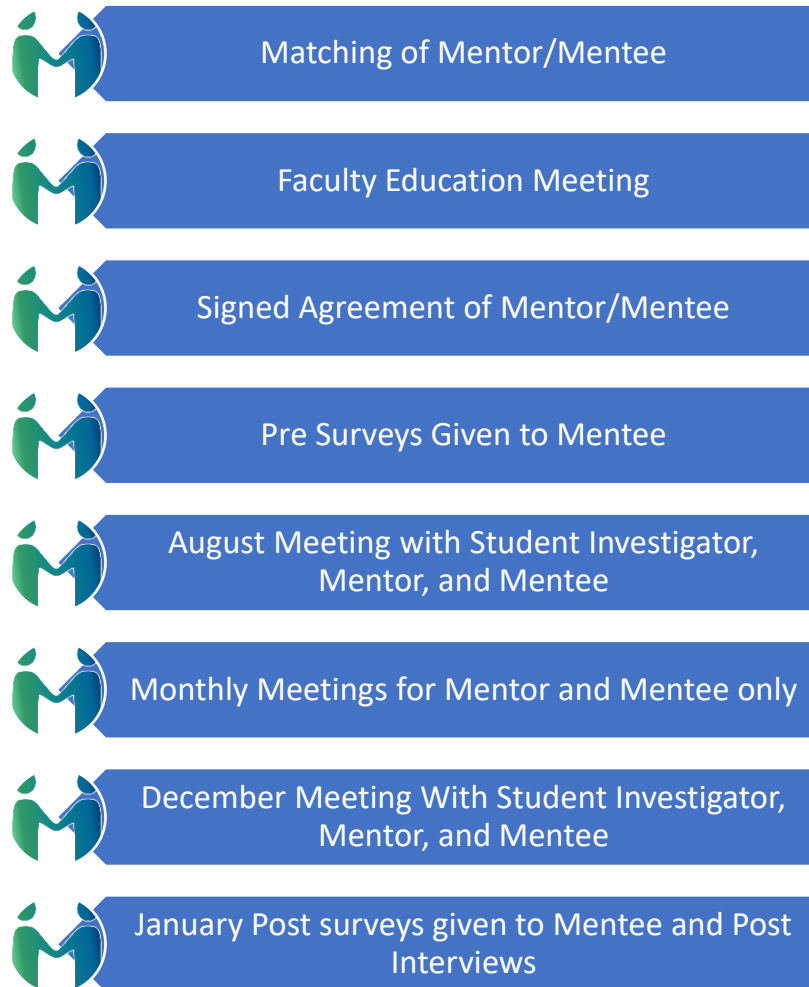 Matching of Mentor/Mentee
Faculty Education Meeting
Signed Agreement of Mentor/Mentee
Pre Surveys Given to Mentee
August Meeting with Student Investigator,
Mentor, and Mentee
Monthly Meetings for Mentor and Mentee only
December Meeting With Student Investigator,
Mentor, and Mentee
January Post surveys given to Mentee and Post
Interviews